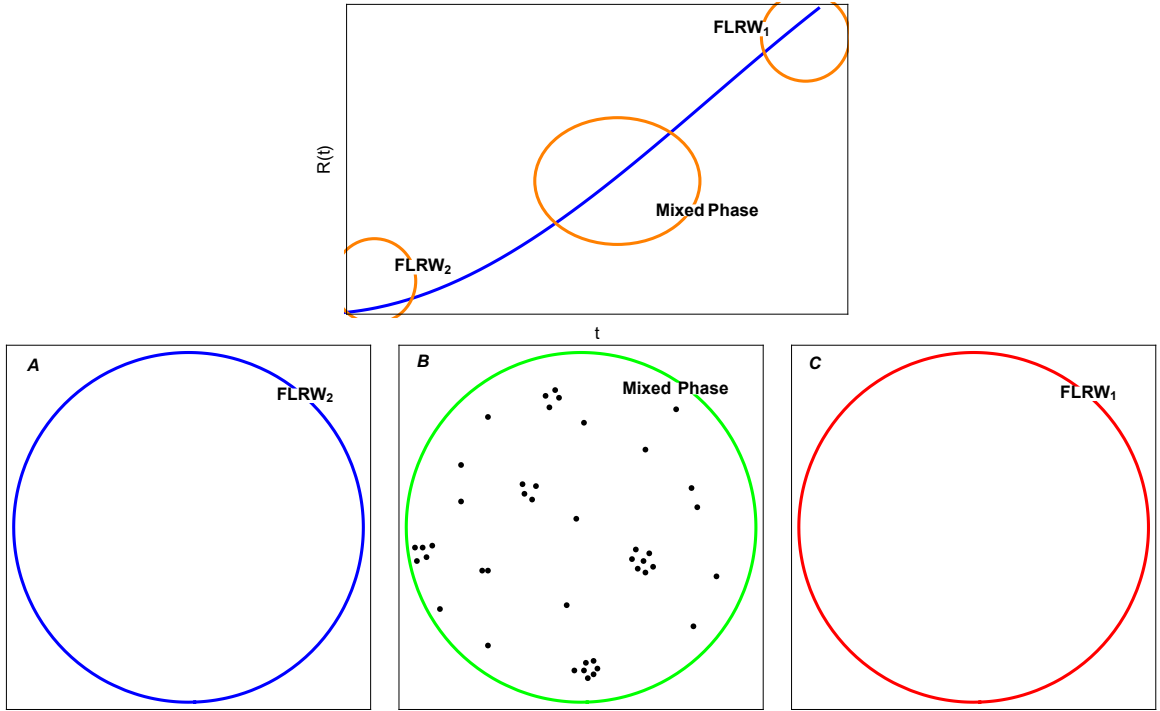 FLRW₁
R(t)
Mixed Phase
FLRW₂
t
A
FLRW₂
B
Mixed Phase
C
FLRW₁